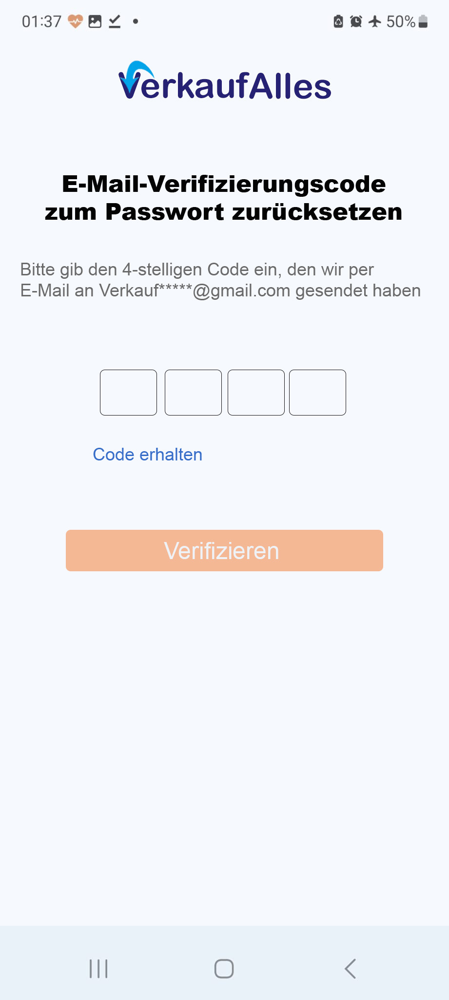 01:37 50%
VerkaufAlles
E-Mail-Verifizierungscode
zum Passwort zurücksetzen
Bitte gib den 4-stelligen Code ein, den wir per
E-Mail an Verkauf*****@gmail.com gesendet haben
Code erhalten
Verifizieren